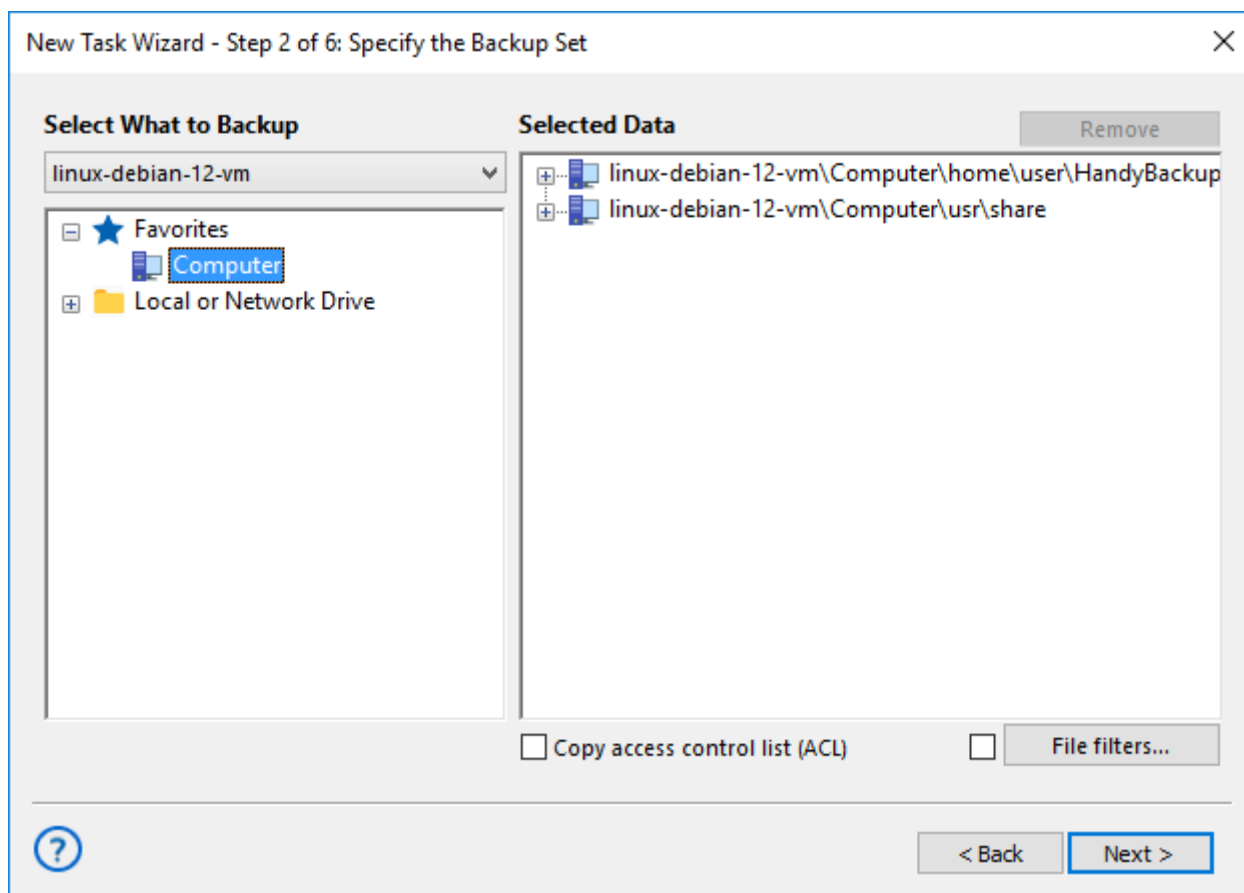 New Task Wizard - Step 2 of 6: Specify the Backup Set
Select What to Backup
Selected Data
Remove
linux-debian-12-vm
Favorites
Computer
Local or Network Drive
linux-debian-12-vm\Computer\home\user\HandyBackup
linux-debian-12-vm\Computer\usr\share
Copy access control list (ACL)
File filters...
?
< Back
Next >